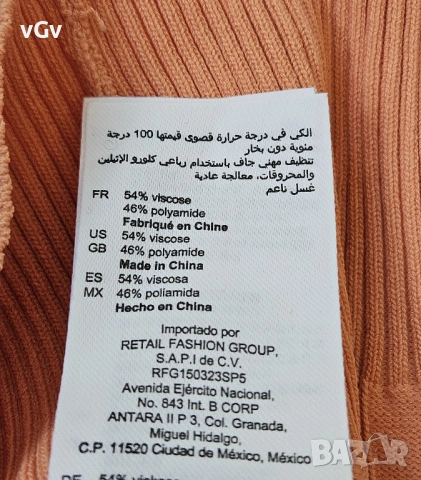 vGv
الكي في درجة حرارة قصوى قيمتها 100 درجة
مئوية دون بخار
تنظيف مهني جاف باستخدام رباعي كلورو الإثيلين
والمحروقات، معالجة عادية
غسل ناعم
FR 54% viscose
46% polyamide
Fabriqué en Chine
US 54% viscose
GB 46% polyamide
Made in China
ES 54% viscosa
MX 46% poliamida
Hecho en China
Importado por
RETAIL FASHION GROUP,
S.A.P.I de C.V.
RFG150323SP5
Avenida Ejército Nacional,
No. 843 Int. B CORP
ANTARA II P 3, Col. Granada,
Miguel Hidalgo,
C.P. 11520 Ciudad de México, México
BAZAR